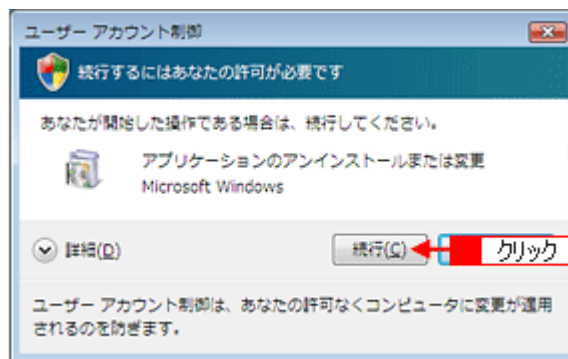 ユーザー アカウント制御
続行するにはあなたの許可が必要です
あなたが開始した操作である場合は、続行してください。
アプリケーションのアンインストールまたは変更
Microsoft Windows
詳細(D)
続行(C)
クリック
ユーザー アカウント制御は、あなたの許可なくコンピュータに変更が適用
されるのを防ぎます。